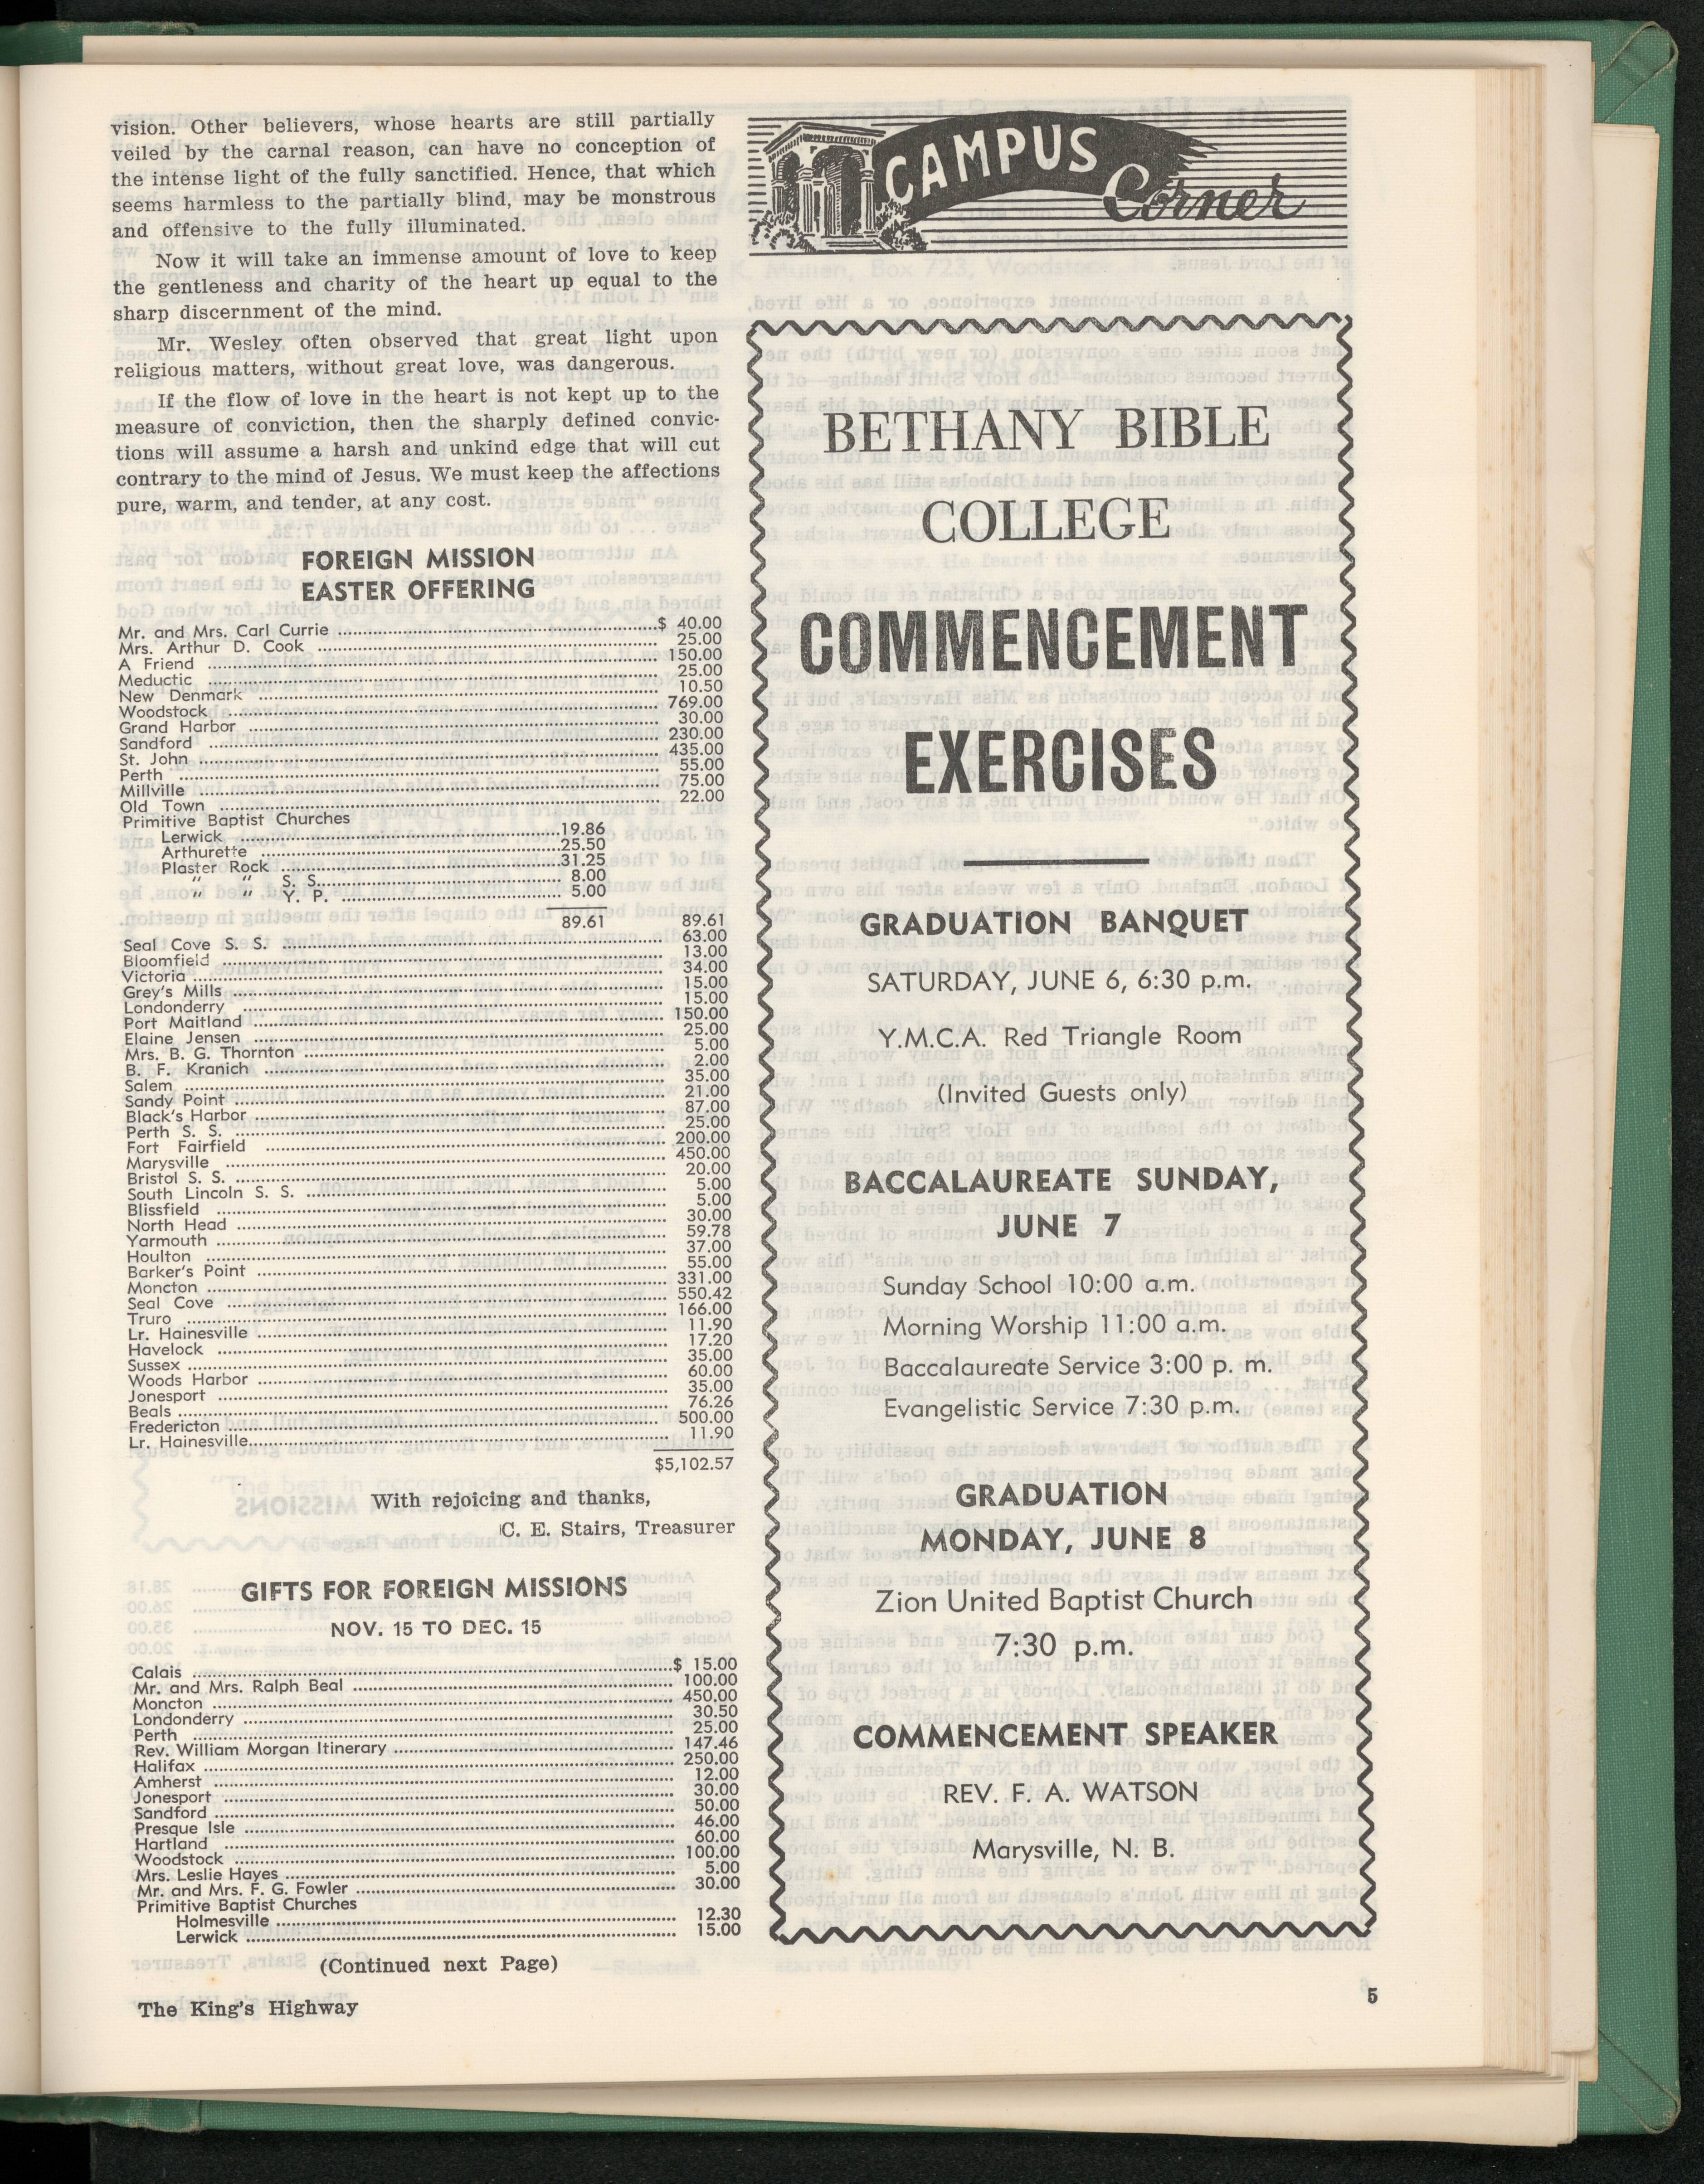 vision. Other believers, whose hearts are still partially
veiled by the carnal reason, can have no conception of
the intense light of the fully sanctified. Hence, that which
seems harmless to the partially blind, may be monstrous
and offensive to the fully illuminated.
Now it will take an immense amount of love to keep
the gentleness and charity of the heart up equal to the
sharp discernment of the mind.
Mr. Wesley often observed that great light upon
religious matters, without great love, was dangerous.
If the flow of love in the heart is not kept up to the
measure of conviction, then the sharply defined convic-
tions will assume a harsh and unkind edge that will cut
contrary to the mind of Jesus. We must keep the affections
pure, warm, and tender, at any cost.
FOREIGN MISSION
EASTER OFFERING
Mr. and Mrs. Carl Currie $ 40.00
Mrs. Arthur D. Cook 25.00
A Friend 150.00
Meductic 25.00
New Denmark 10.50
Woodstock 769.00
Grand Harbor 30.00
Sandford 230.00
St. John 435.00
Perth 55.00
Millville 75.00
Old Town 22.00
Primitive Baptist Churches
Lerwick 19.86
Arthurette 25.50
Plaster Rock 31.25
" " S. S. 8.00
" " Y. P. 5.00
89.61 89.61
Seal Cove S. S. 63.00
Bloomfield 13.00
Victoria 34.00
Grey's Mills 15.00
Londonderry 15.00
Port Maitland 150.00
Elaine Jensen 25.00
Mrs. B. G. Thornton 5.00
B. F. Kranich 2.00
Salem 35.00
Sandy Point 21.00
Black's Harbor 87.00
Perth S. S. 25.00
Fort Fairfield 200.00
Marysville 450.00
Bristol S. S. 20.00
South Lincoln S. S. 5.00
Blissfield 5.00
North Head 30.00
Yarmouth 59.78
Houlton 37.00
Barker's Point 55.00
Moncton 331.00
Seal Cove 550.42
Truro 166.00
Lr. Hainesville 11.90
Havelock 17.20
Sussex 35.00
Woods Harbor 60.00
Jonesport 35.00
Beals 76.26
Fredericton 500.00
Lr. Hainesville 11.90
$5,102.57
With rejoicing and thanks,
C. E. Stairs, Treasurer
GIFTS FOR FOREIGN MISSIONS
NOV. 15 TO DEC. 15
Calais $ 15.00
Mr. and Mrs. Ralph Beal 100.00
Moncton 450.00
Londonderry 30.50
Perth 25.00
Rev. William Morgan Itinerary 147.46
Halifax 250.00
Amherst 12.00
Jonesport 30.00
Sandford 50.00
Presque Isle 46.00
Hartland 60.00
Woodstock 100.00
Mrs. Leslie Hayes 5.00
Mr. and Mrs. F. G. Fowler 30.00
Primitive Baptist Churches
Holmesville 12.30
Lerwick 15.00
(Continued next Page)
The King's Highway
CAMPUS
Corner
BETHANY BIBLE
COLLEGE
COMMENCEMENT
EXERCISES
GRADUATION BANQUET
SATURDAY, JUNE 6, 6:30 p.m.
Y.M.C.A. Red Triangle Room
(Invited Guests only)
BACCALAUREATE SUNDAY,
JUNE 7
Sunday School 10:00 a.m.
Morning Worship 11:00 a.m.
Baccalaureate Service 3:00 p. m.
Evangelistic Service 7:30 p.m.
GRADUATION
MONDAY, JUNE 8
Zion United Baptist Church
7:30 p.m.
COMMENCEMENT SPEAKER
REV. F. A. WATSON
Marysville, N. B.
5